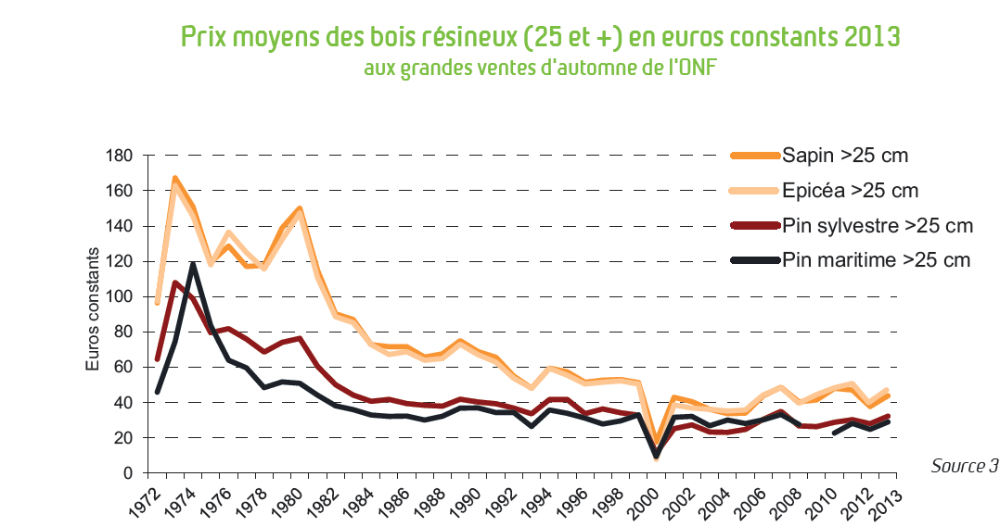 Prix moyens des bois résineux (25 et +) en euros constants 2013
aux grandes ventes d'automne de l'ONF
Sapin >25 cm
Epicéa >25 cm
Pin sylvestre >25 cm
Pin maritime >25 cm
Euros constants
180
160
140
120
100
80
60
40
20
0
1972 1974 1976 1978 1980 1982 1984 1986 1988 1990 1992 1994 1996 1998 2000 2002 2004 2006 2008 2010 2012 2013
Source 3